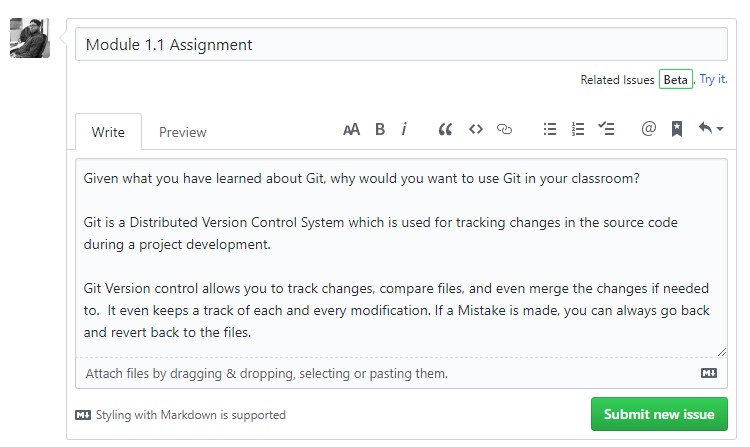 Module 1.1 Assignment
Related Issues Beta . Try it.
Write Preview AA B i @
Given what you have learned about Git, why would you want to use Git in your classroom?
Git is a Distributed Version Control System which is used for tracking changes in the source code
during a project development.
Git Version control allows you to track changes, compare files, and even merge the changes if needed
to.  It even keeps a track of each and every modification. If a Mistake is made, you can always go back
and revert back to the files.
Attach files by dragging & dropping, selecting or pasting them.
Styling with Markdown is supported
Submit new issue